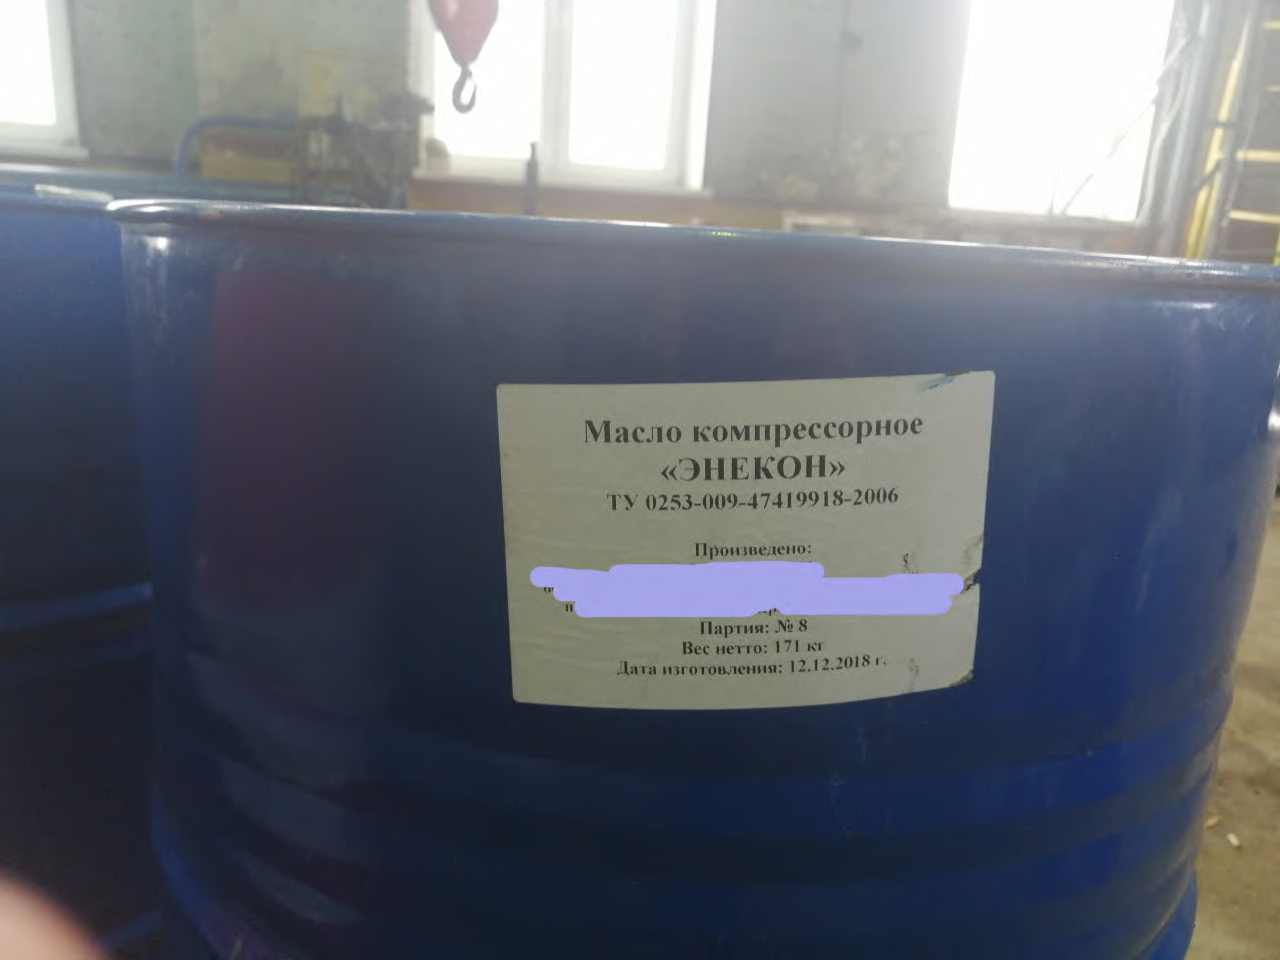 Масло компрессорное
«ЭНЕКОН»
ТУ 0253-009-47419918-2006
Произведено:
Партия: № 8
Вес нетто: 171 кг
Дата изготовления: 12.12.2018 г.